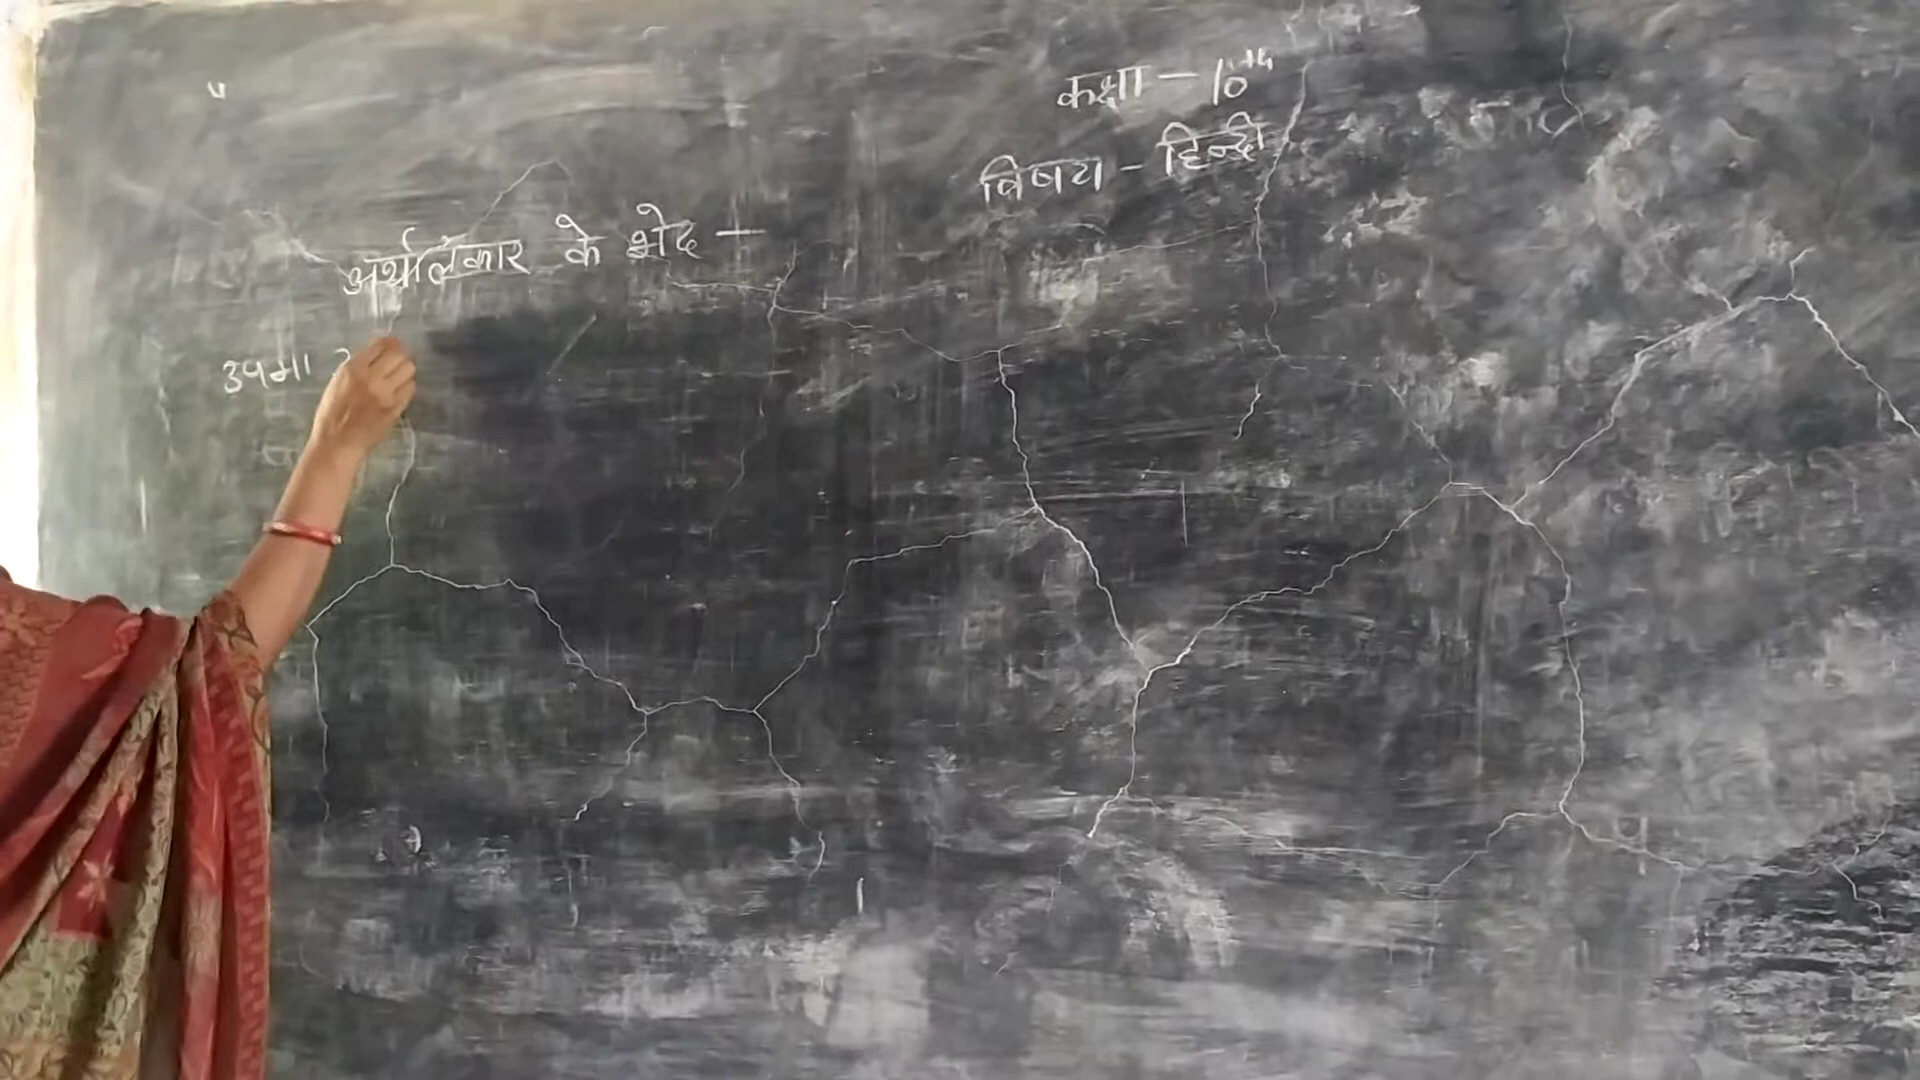 कक्षा - 10th
विषय - हिन्दी
अर्थालंकार के भेद -
उपमा